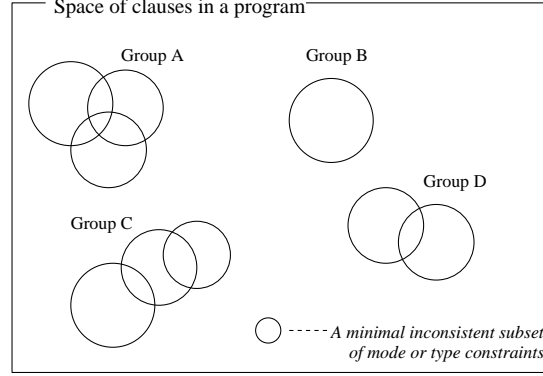 Space of clauses in a program
Group A
Group B
Group D
Group C
A minimal inconsistent subset
of mode or type constraints